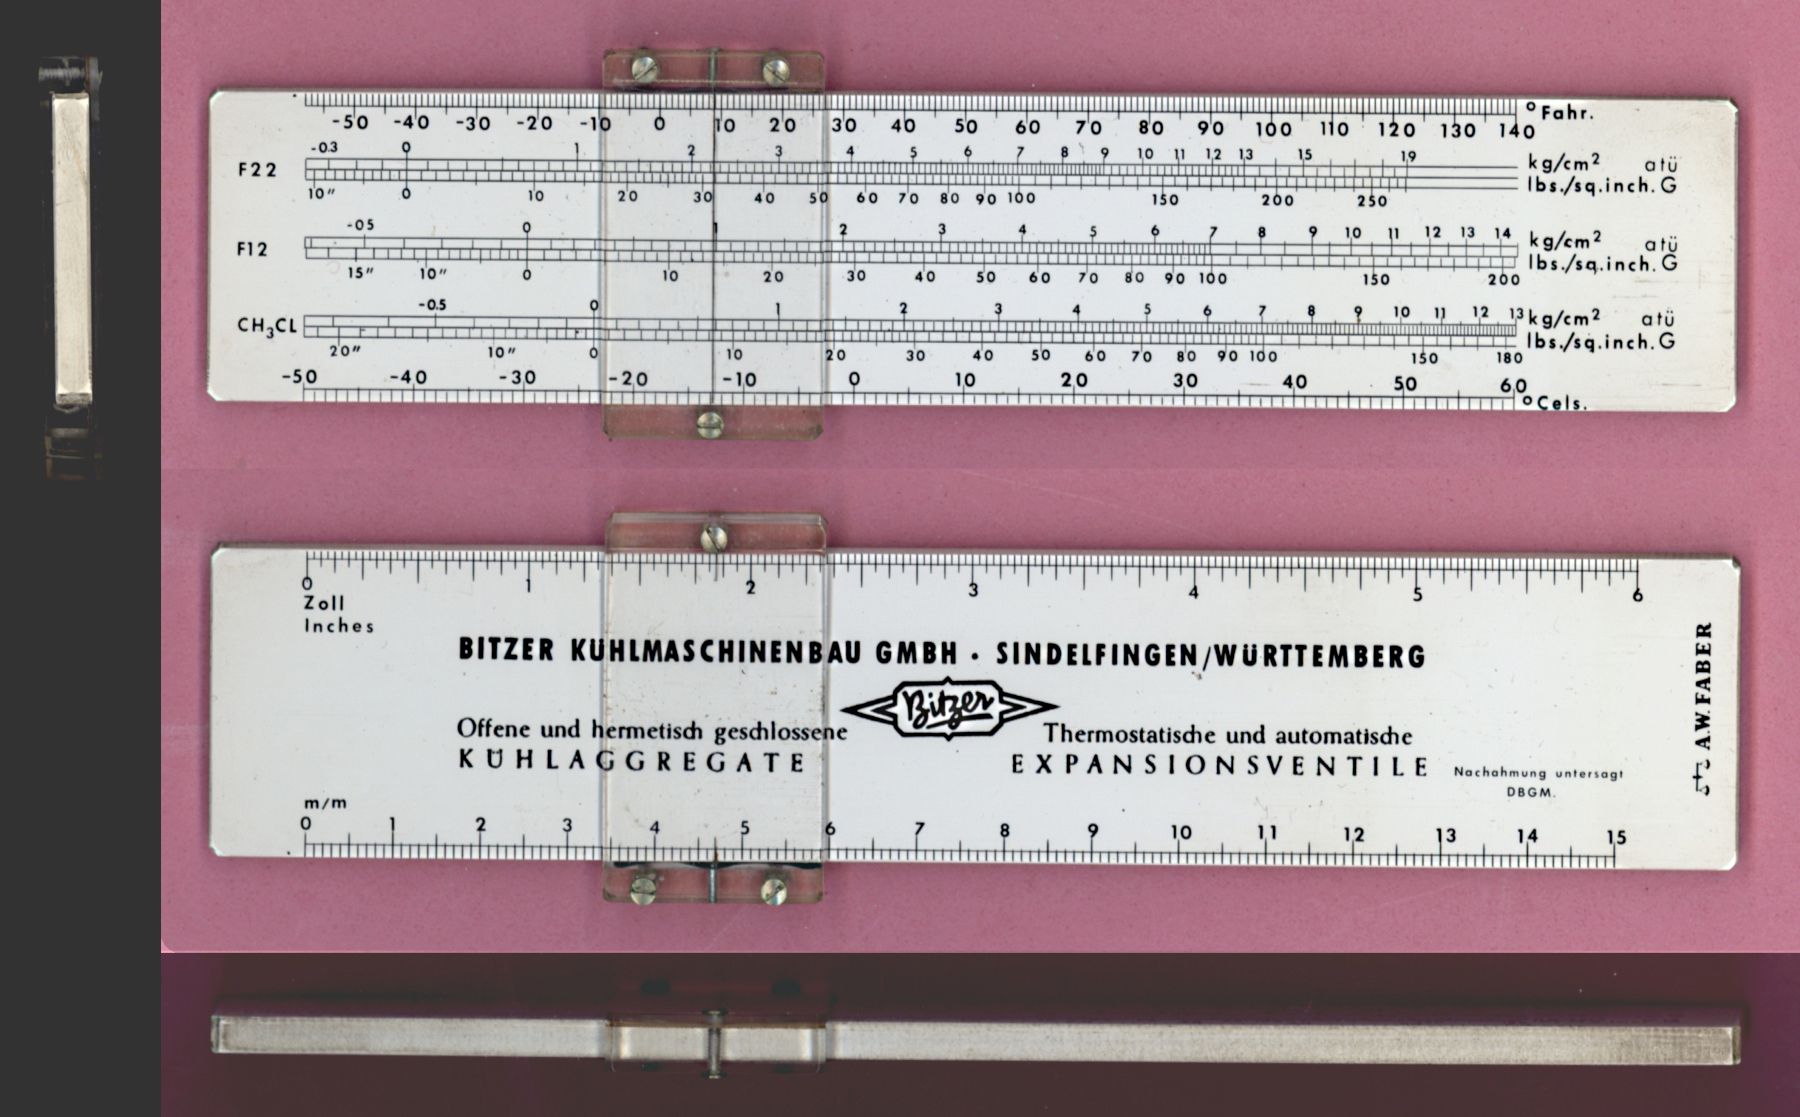 -50 -40 -30 -20 -10 0 10 20 30 40 50 60 70 80 90 100 110 120 130 140 °Fahr.
-0.3 0 1 2 3 4 5 6 7 8 9 10 11 12 13 15 19 kg/cm² atü
F22
10" 0 10 20 30 40 50 60 70 80 90 100 150 200 250 lbs./sq.inch.G
-05 0 1 2 3 4 5 6 7 8 9 10 11 12 13 14 kg/cm² atü
F12
15" 10" 0 10 20 30 40 50 60 70 80 90 100 150 200 lbs./sq.inch.G
-0.5 0 1 2 3 4 5 6 7 8 9 10 11 12 13 kg/cm² atü
CH₃CL
20" 10" 0 10 20 30 40 50 60 70 80 90 100 150 180 lbs./sq.inch.G
-50 -40 -30 -20 -10 0 10 20 30 40 50 60 °Cels.
0 1 2 3 4 5 6
Zoll
Inches
BITZER KÜHLMASCHINENBAU GMBH · SINDELFINGEN/WÜRTTEMBERG
Bitzer
Offene und hermetisch geschlossene
KÜHLAGGREGATE
Thermostatische und automatische
EXPANSIONSVENTILE
Nachahmung untersagt
DBGM.
A.W. FABER
m/m
0 1 2 3 4 5 6 7 8 9 10 11 12 13 14 15